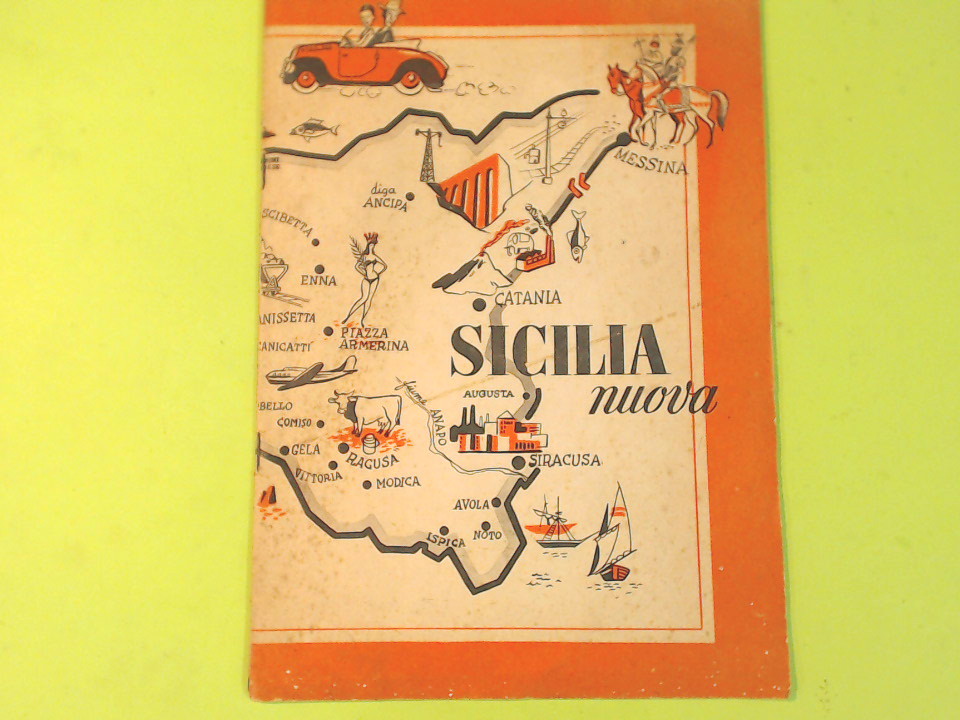 MESSINA
diga
ANCIPA
SCIBETTA
ENNA
CATANIA
ANISSETTA
PIAZZA
ARMERINA
CANICATTÌ
SICILIA
nuova
BELLO
COMISO
fiume ANAPO
AUGUSTA
GELA
RAGUSA
VITTORIA
MODICA
SIRACUSA
AVOLA
NOTO
ISPICA